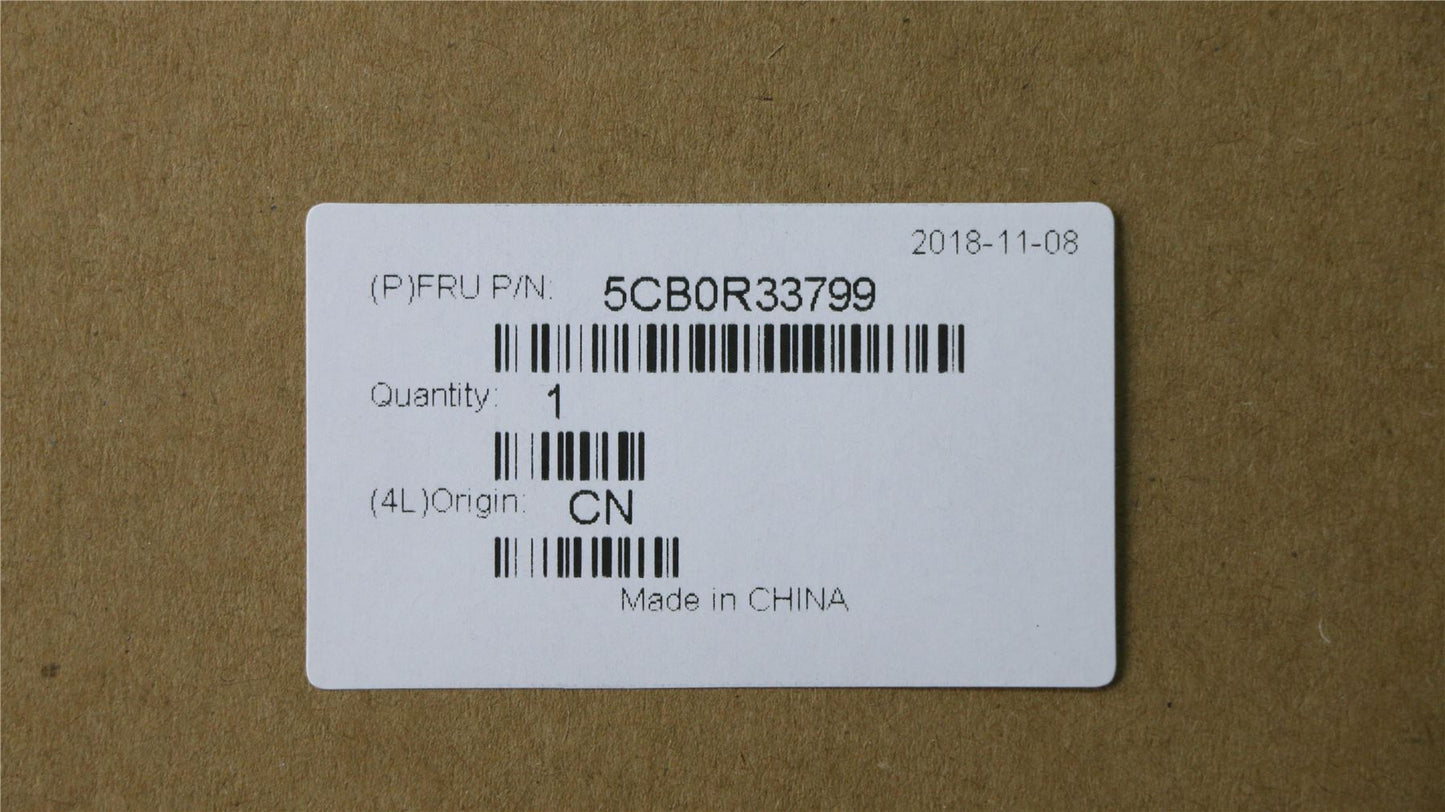 2018-11-08
(P)FRU P/N: 5CB0R33799
Quantity: 1
(4L)Origin: CN
Made in CHINA